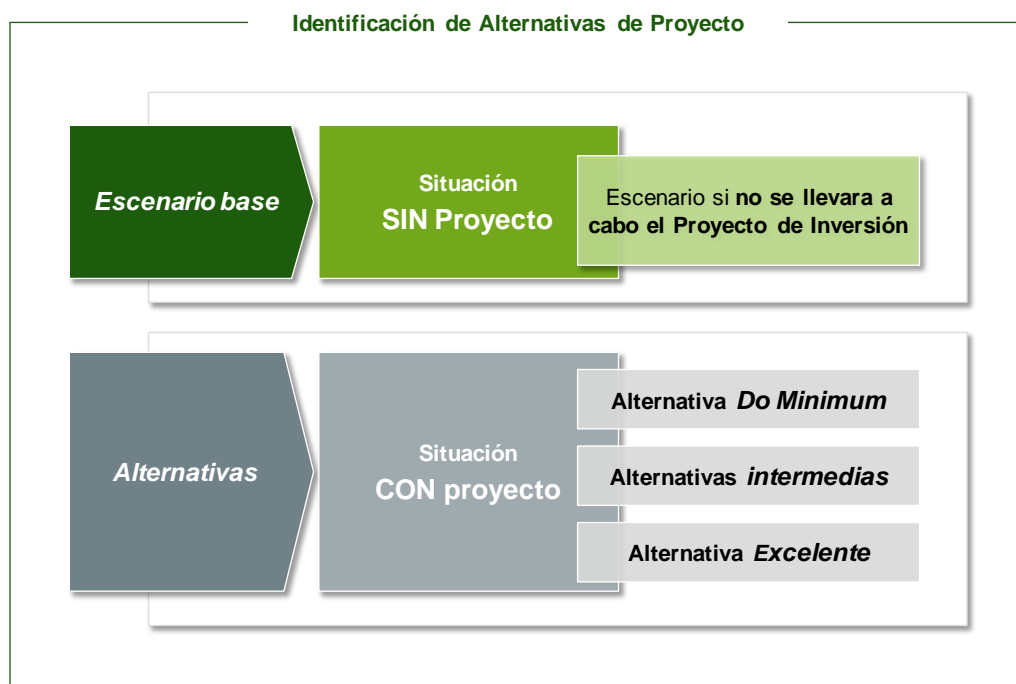 Identificación de Alternativas de Proyecto
Escenario base
Situación
SIN Proyecto
Escenario si no se llevara a
cabo el Proyecto de Inversión
Alternativas
Situación
CON proyecto
Alternativa Do Minimum
Alternativas intermedias
Alternativa Excelente